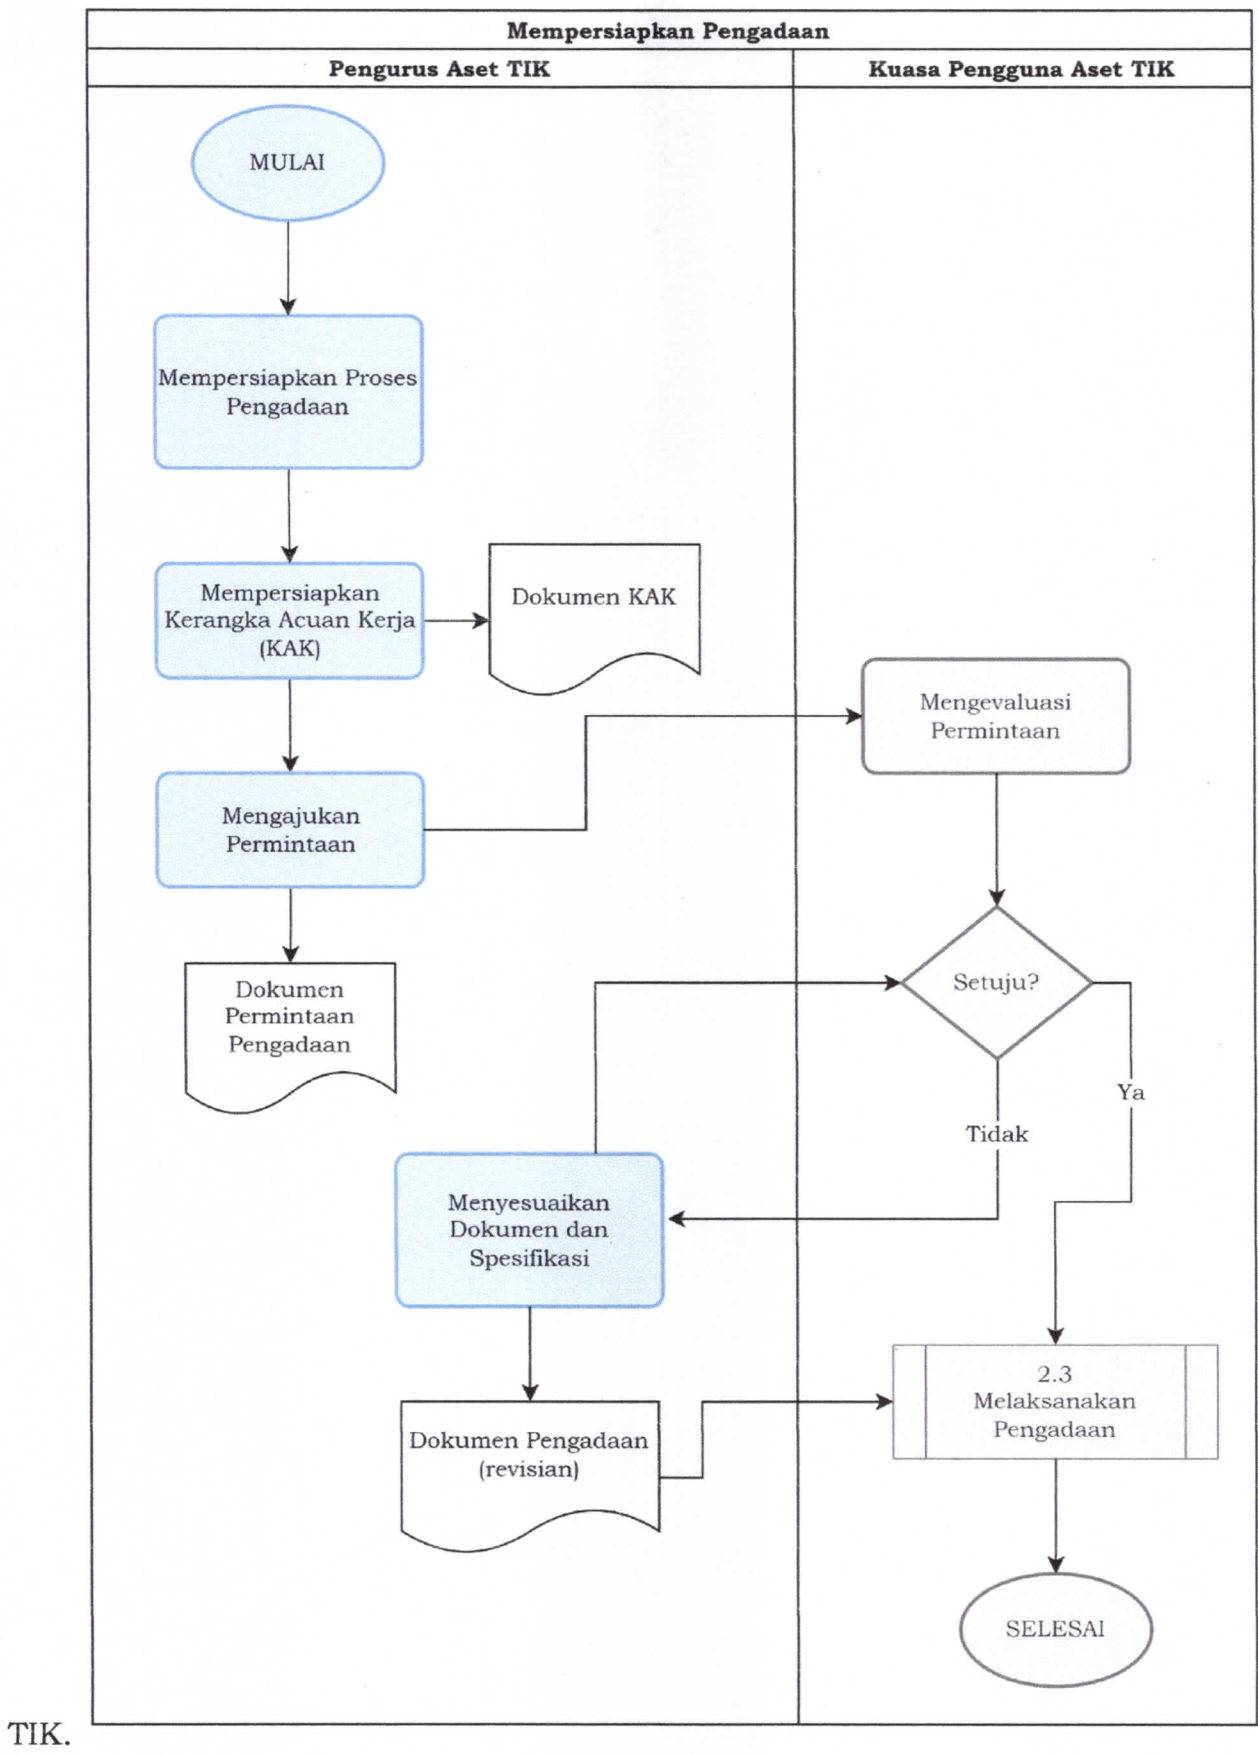 Mempersiapkan Pengadaan
Pengurus Aset TIK
Kuasa Pengguna Aset TIK
MULAI
Mempersiapkan Proses
Pengadaan
Mempersiapkan
Kerangka Acuan Kerja
(KAK)
Dokumen KAK
Mengevaluasi
Permintaan
Mengajukan
Permintaan
Setuju?
Dokumen
Permintaan
Pengadaan
Ya
Tidak
Menyesuaikan
Dokumen dan
Spesifikasi
2.3
Melaksanakan
Pengadaan
Dokumen Pengadaan
(revisian)
SELESAI
TIK.